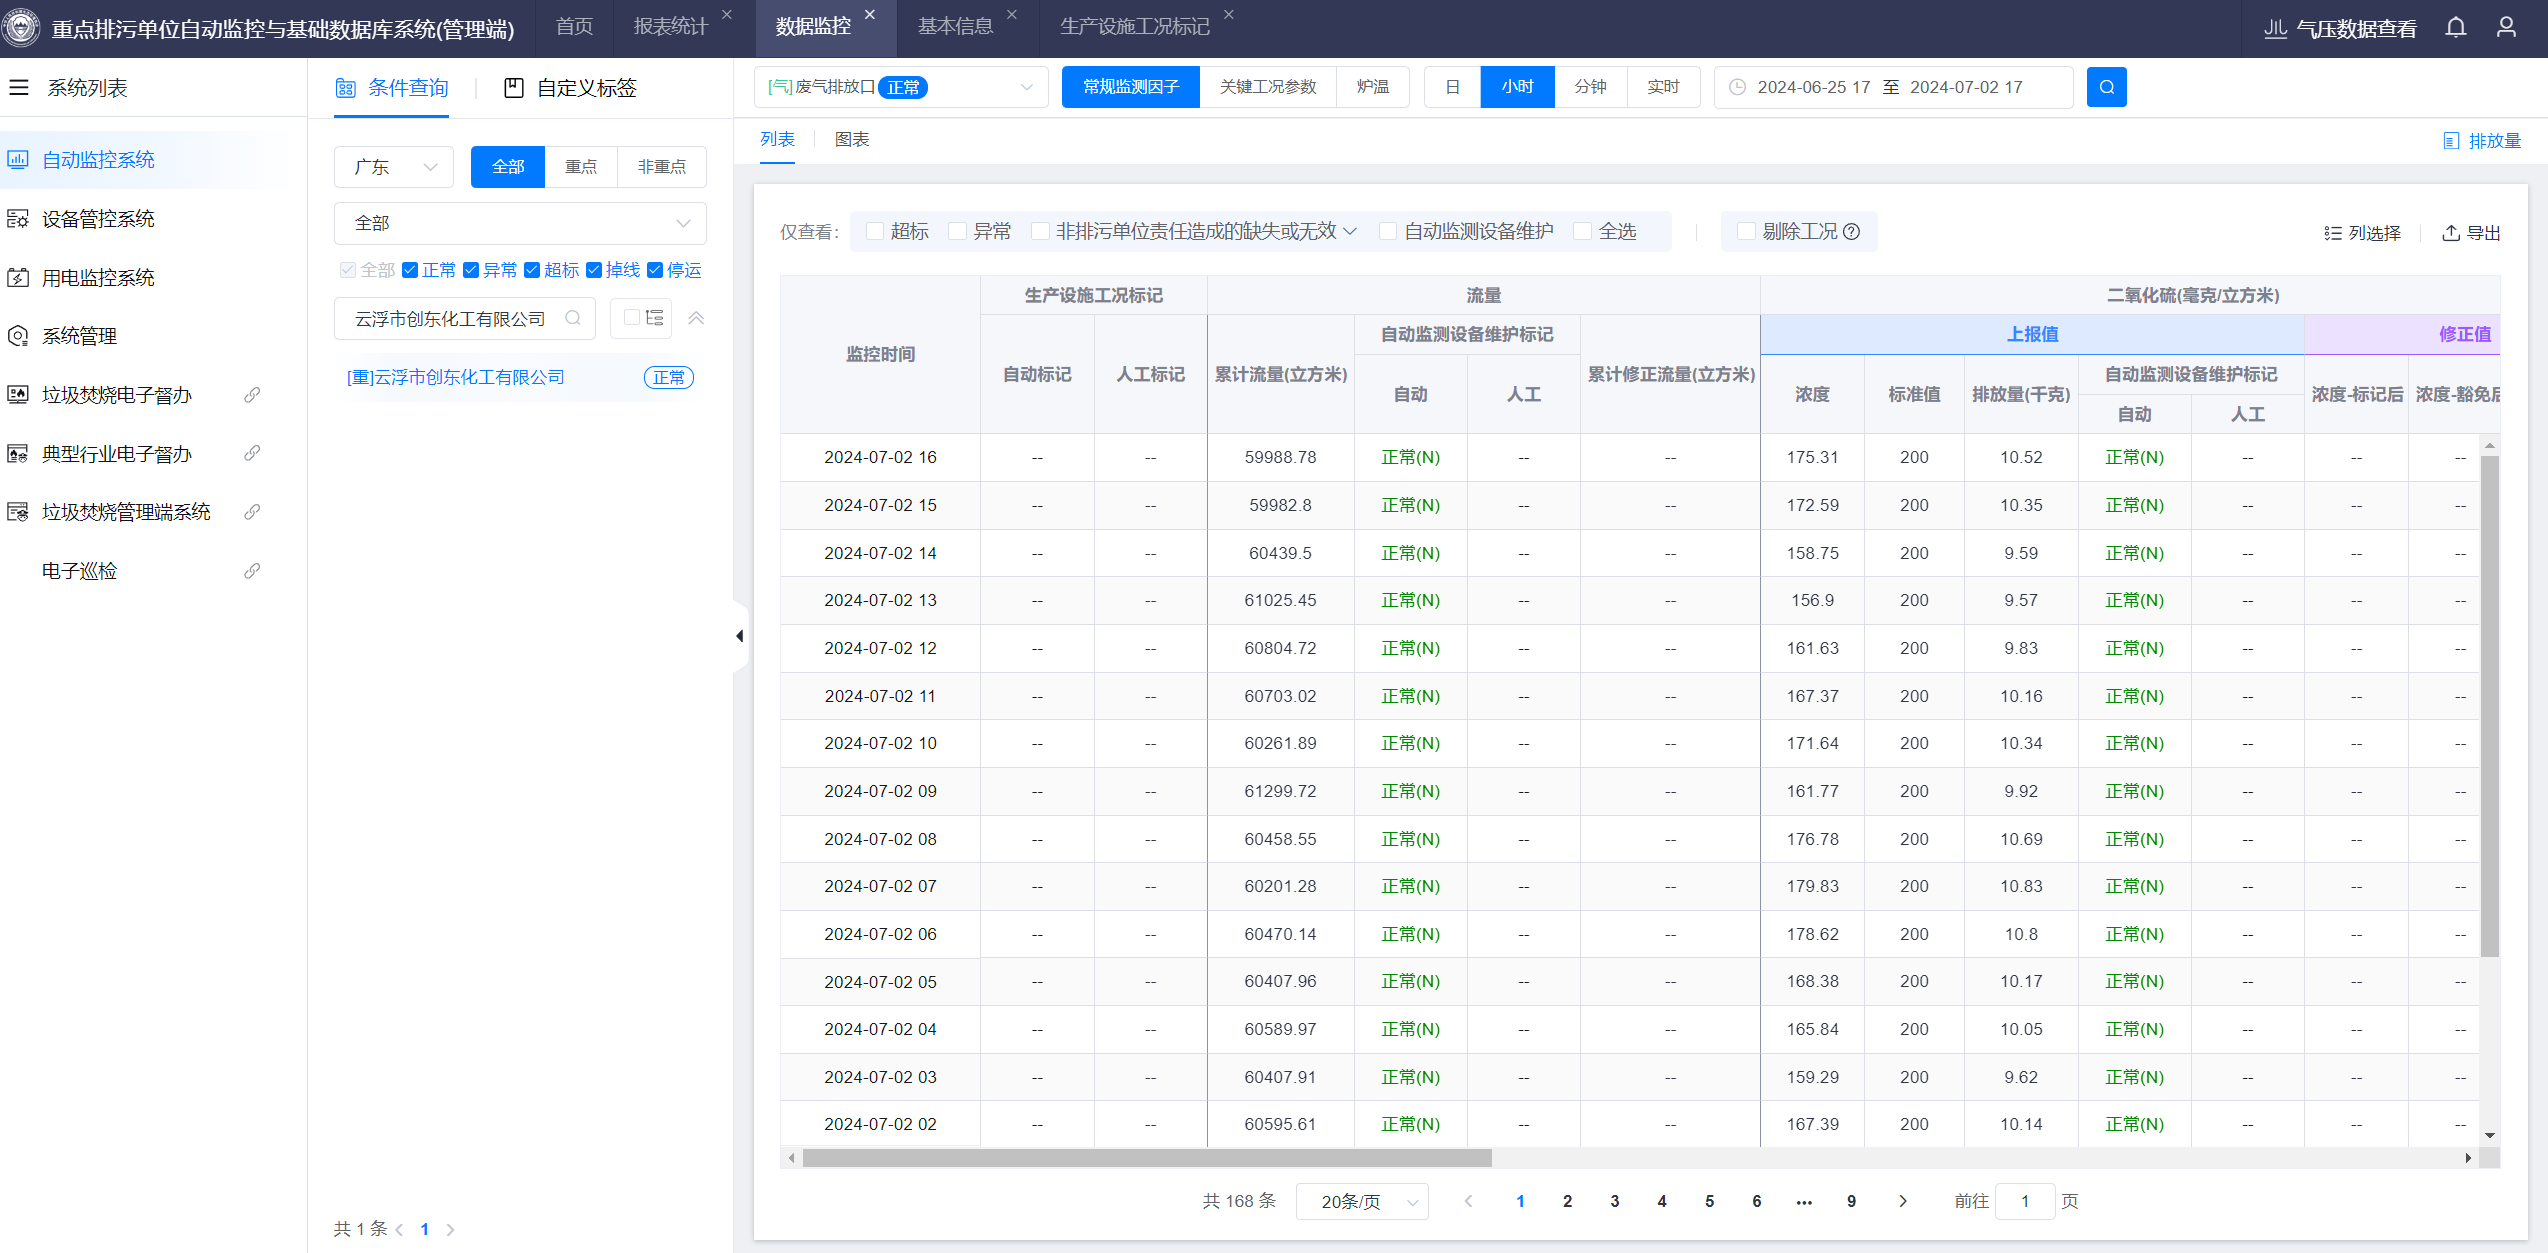 重点排污单位自动监控与基础数据库系统(管理端) 首页 报表统计 数据监控 基本信息 生产设施工况标记 气压数据查看
系统列表
自动监控系统
设备管控系统
用电监控系统
系统管理
垃圾焚烧电子督办
典型行业电子督办
垃圾焚烧管理端系统
电子巡检
条件查询 自定义标签
广东 全部 重点 非重点
全部
全部 正常 异常 超标 掉线 停运
云浮市创东化工有限公司
[重]云浮市创东化工有限公司 正常
共 1 条 1
[气]废气排放口 正常 常规监测因子 关键工况参数 炉温 日 小时 分钟 实时 2024-06-25 17 至 2024-07-02 17
列表 图表 排放量
仅查看: 超标 异常 非排污单位责任造成的缺失或无效 自动监测设备维护 全选 剔除工况 列选择 导出
生产设施工况标记 流量 二氧化硫(毫克/立方米)
自动监测设备维护标记 上报值 修正值
监控时间 自动标记 人工标记 累计流量(立方米) 累计修正流量(立方米) 自动监测设备维护标记
自动 人工 浓度 标准值 排放量(千克) 浓度-标记后 浓度-豁免后
自动 人工
2024-07-02 16 -- -- 59988.78 正常(N) -- -- 175.31 200 10.52 正常(N) -- -- --
2024-07-02 15 -- -- 59982.8 正常(N) -- -- 172.59 200 10.35 正常(N) -- -- --
2024-07-02 14 -- -- 60439.5 正常(N) -- -- 158.75 200 9.59 正常(N) -- -- --
2024-07-02 13 -- -- 61025.45 正常(N) -- -- 156.9 200 9.57 正常(N) -- -- --
2024-07-02 12 -- -- 60804.72 正常(N) -- -- 161.63 200 9.83 正常(N) -- -- --
2024-07-02 11 -- -- 60703.02 正常(N) -- -- 167.37 200 10.16 正常(N) -- -- --
2024-07-02 10 -- -- 60261.89 正常(N) -- -- 171.64 200 10.34 正常(N) -- -- --
2024-07-02 09 -- -- 61299.72 正常(N) -- -- 161.77 200 9.92 正常(N) -- -- --
2024-07-02 08 -- -- 60458.55 正常(N) -- -- 176.78 200 10.69 正常(N) -- -- --
2024-07-02 07 -- -- 60201.28 正常(N) -- -- 179.83 200 10.83 正常(N) -- -- --
2024-07-02 06 -- -- 60470.14 正常(N) -- -- 178.62 200 10.8 正常(N) -- -- --
2024-07-02 05 -- -- 60407.96 正常(N) -- -- 168.38 200 10.17 正常(N) -- -- --
2024-07-02 04 -- -- 60589.97 正常(N) -- -- 165.84 200 10.05 正常(N) -- -- --
2024-07-02 03 -- -- 60407.91 正常(N) -- -- 159.29 200 9.62 正常(N) -- -- --
2024-07-02 02 -- -- 60595.61 正常(N) -- -- 167.39 200 10.14 正常(N) -- -- --
共 168 条 20条/页 1 2 3 4 5 6 ••• 9 前往 1 页